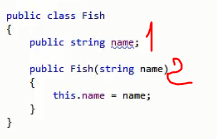 public class Fish
{
public string name; 1
public Fish(string name) 2
{
this.name = name;
}
}